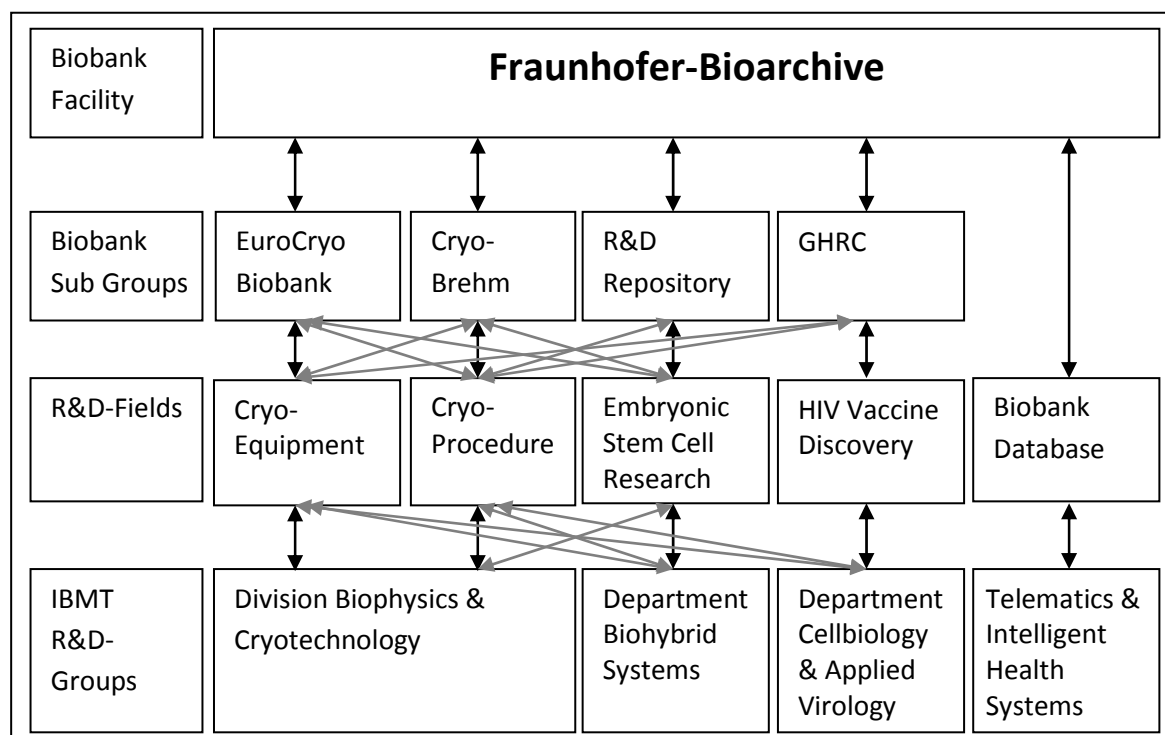 Biobank
Facility
Fraunhofer-Bioarchive
Biobank
Sub Groups
EuroCryo
Biobank
Cryo-
Brehm
R&D
Repository
GHRC
R&D-Fields
Cryo-
Equipment
Cryo-
Procedure
Embryonic
Stem Cell
Research
HIV Vaccine
Discovery
Biobank
Database
IBMT
R&D-
Groups
Division Biophysics &
Cryotechnology
Department
Biohybrid
Systems
Department
Cellbiology
& Applied
Virology
Telematics &
Intelligent
Health
Systems